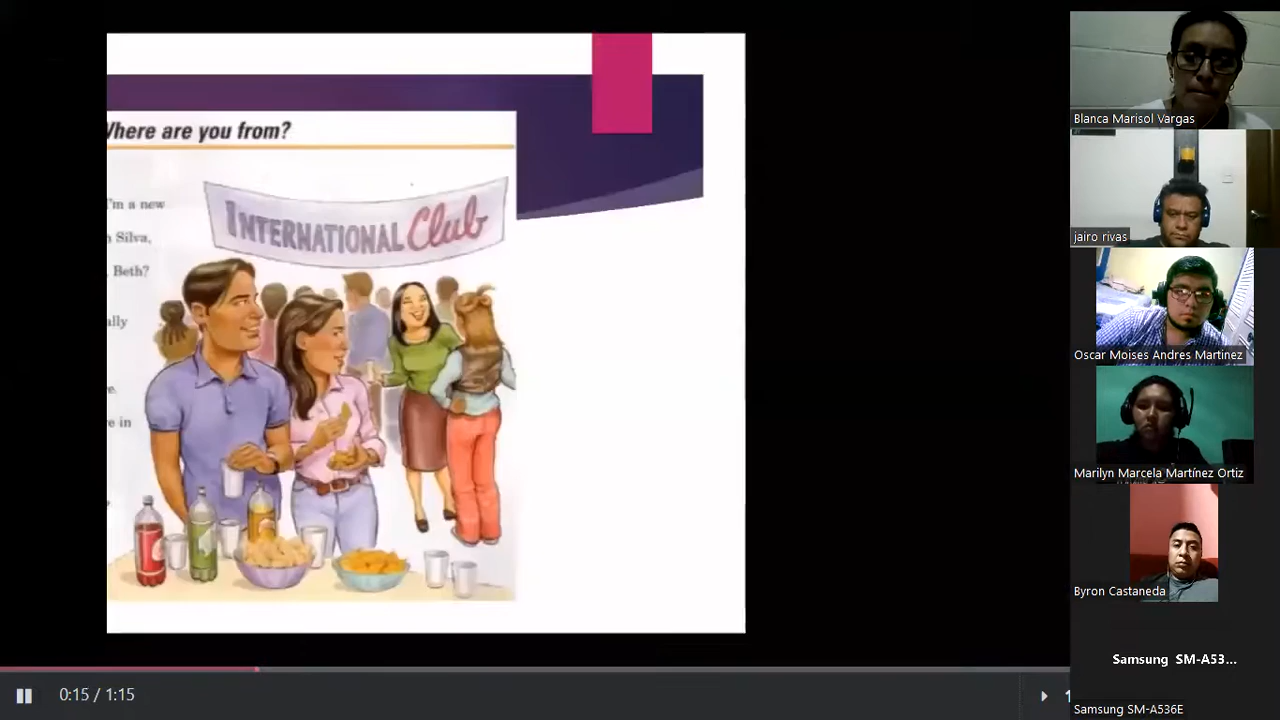 Where are you from?
I'm a new
Silva,
Beth?
INTERNATIONAL Club
in
0:15 / 1:15
Blanca Marisol Vargas
jairo rivas
Oscar Moises Andres Martinez
Marilyn Marcela Martínez Ortiz
Byron Castaneda
Samsung SM-A53...
Samsung SM-A536E